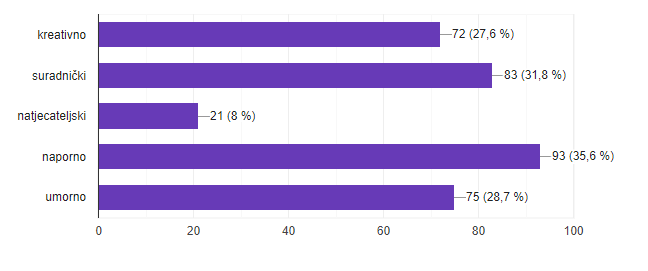 kreativno 72 (27,6 %)
suradnički 83 (31,8 %)
natjecateljski 21 (8 %)
naporno 93 (35,6 %)
umorno 75 (28,7 %)
0 20 40 60 80 100